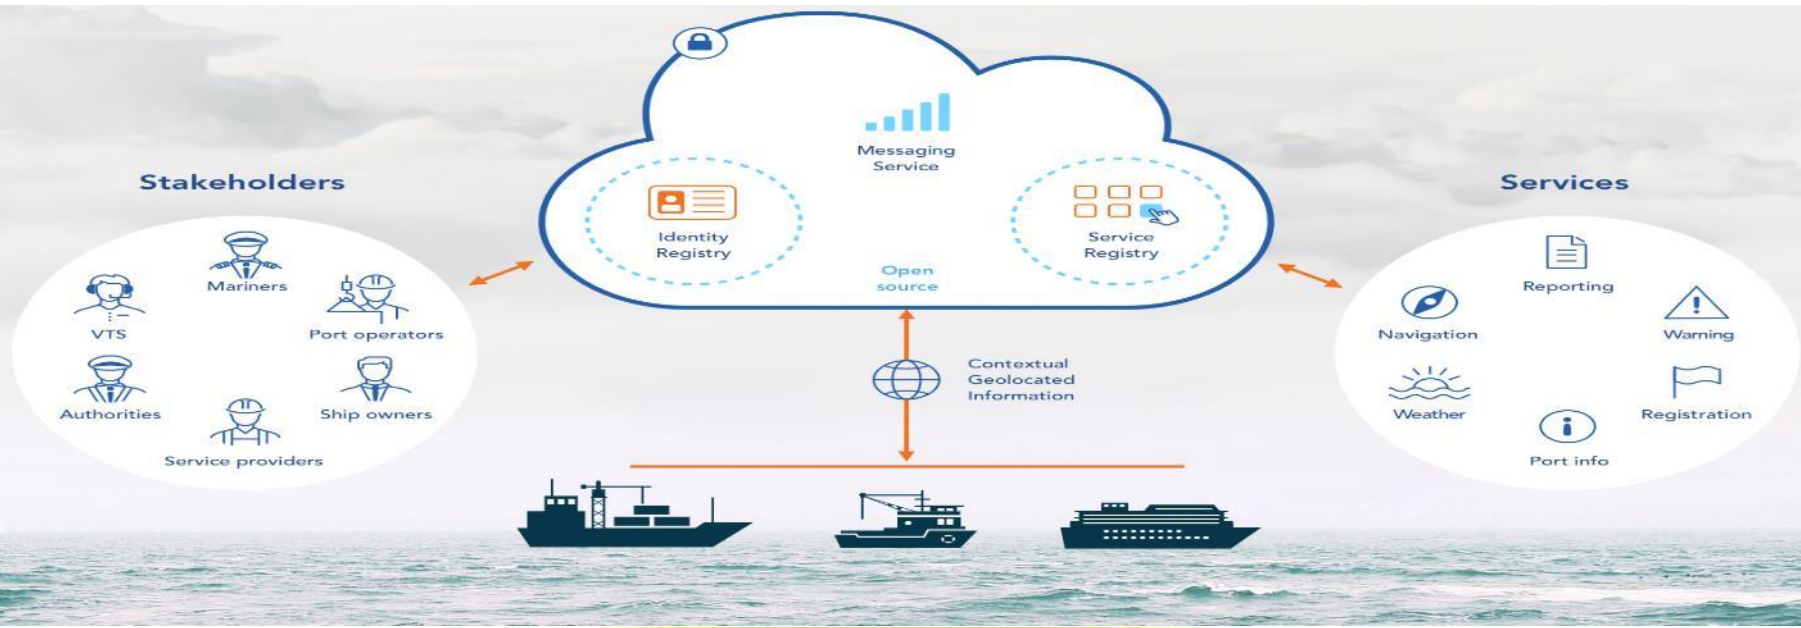 Messaging
Service
Stakeholders
Services
Identity
Registry
Service
Registry
Open
source
Mariners
VTS
Port operators
Authorities
Ship owners
Service providers
Contextual
Geolocated
Information
Reporting
Navigation
Warning
Weather
Registration
Port info